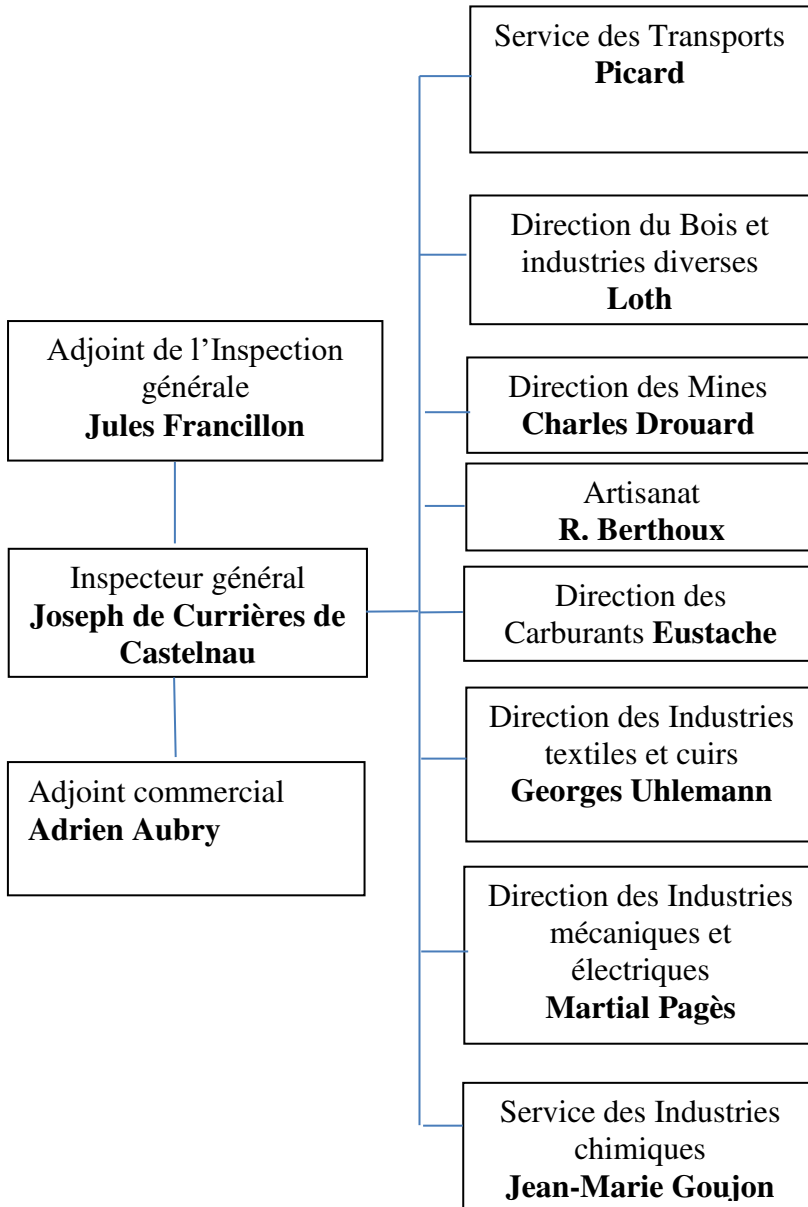 Service des Transports
Picard
Direction du Bois et
industries diverses
Loth
Adjoint de l’Inspection
générale
Jules Francillon
Direction des Mines
Charles Drouard
Artisanat
R. Berthoux
Inspecteur général
Joseph de Currières de
Castelnau
Direction des
Carburants Eustache
Direction des Industries
textiles et cuirs
Georges Uhlemann
Adjoint commercial
Adrien Aubry
Direction des Industries
mécaniques et
électriques
Martial Pagès
Service des Industries
chimiques
Jean-Marie Goujon